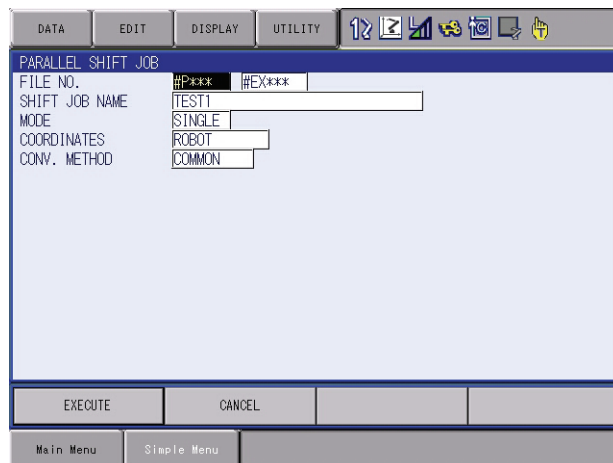 DATA EDIT DISPLAY UTILITY
PARALLEL SHIFT JOB
FILE NO. #P*** #EX***
SHIFT JOB NAME TEST1
MODE SINGLE
COORDINATES ROBOT
CONV. METHOD COMMON
EXECUTE CANCEL
Main Menu Simple Menu